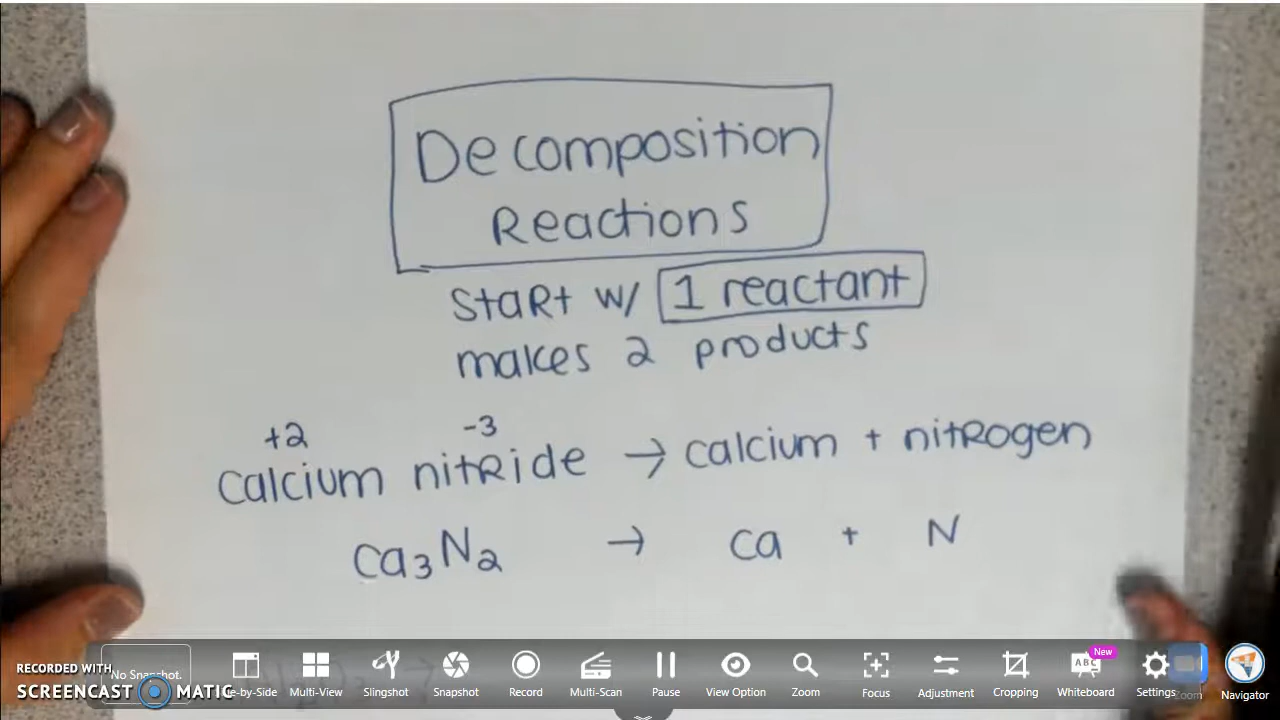 Decomposition
Reactions
Start w/ 1 reactant
makes 2 products
+2 -3
calcium nitride → calcium + nitrogen
Ca₃N₂ → Ca + N
RECORDED WITH
SCREENCAST MATIC
No Snapshot.
e-by-Side
Multi-View
Slingshot
Snapshot
Record
Multi-Scan
Pause
View Option
Zoom
Focus
Adjustment
Cropping
New
ABC
Whiteboard
Settings
Zoom
Navigator